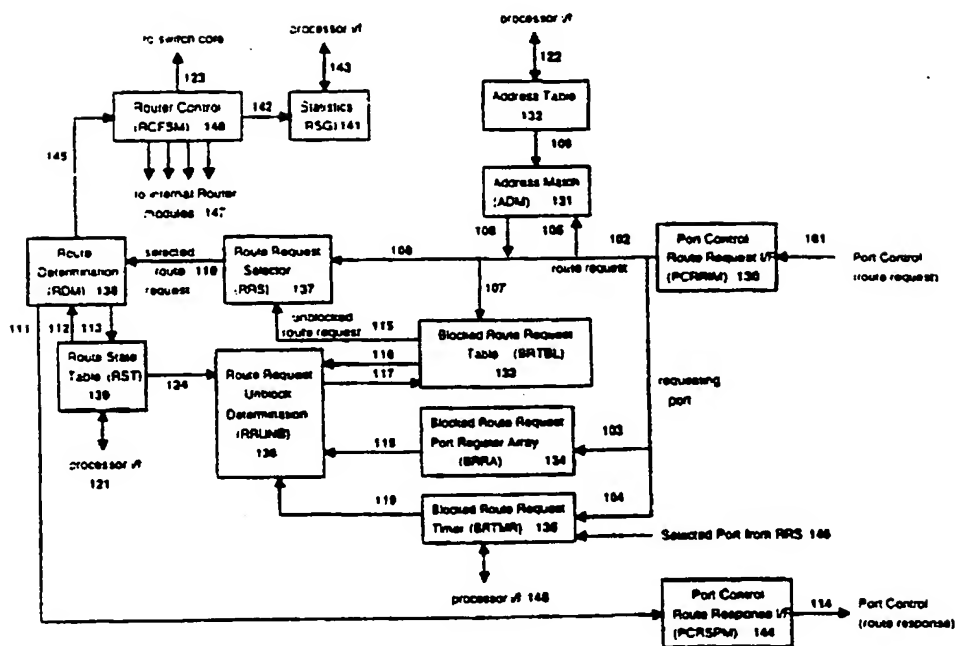 to switch core
processor i/f
processor i/f
123
143
122
Router Control
(RCFSM) 140
142
Statistics
(RSG) 141
Address Table
132
145
109
to internal Router
modules 147
Address Match
(ADM) 131
106
105
102
Port Control
Route Request I/F
(PCRRIM) 130
101
Port Control
(route request)
Route
Determination
(RDM) 138
selected
route 110
request
Route Request
Selector
(RRS) 137
108
route request
107
111
112
113
unblocked
route request
115
Blocked Route Request
Table (BRTBL)
133
116
117
Route State
Table (RST)
139
124
Route Request
Unblock
Determination
(RRUNB)
136
requesting
port
processor i/f
121
118
Blocked Route Request
Port Register Array
(BRRA) 134
103
119
Blocked Route Request
Timer (BRTMR) 135
104
Selected Port from RRS 146
processor i/f 148
Port Control
Route Response I/F
(PCRSPM) 144
114
Port Control
(route response)